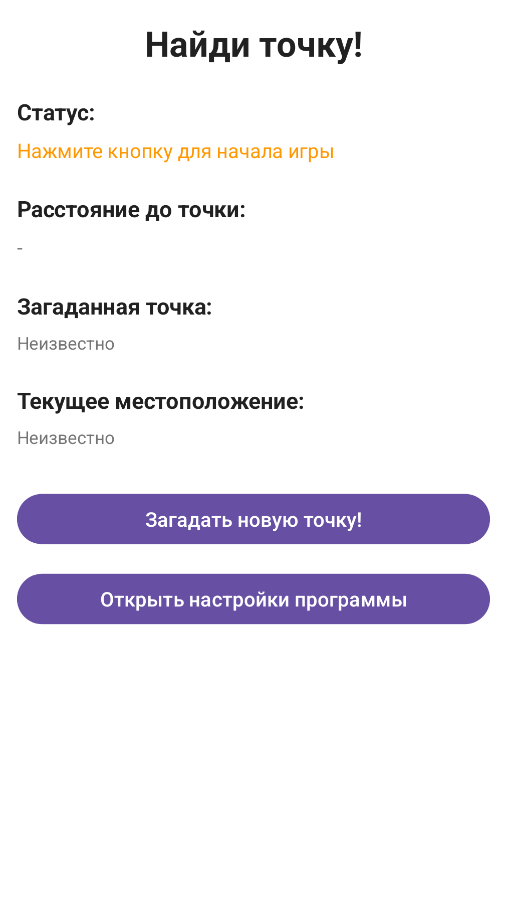 Найди точку!
Статус:
Нажмите кнопку для начала игры
Расстояние до точки:
-
Загаданная точка:
Неизвестно
Текущее местоположение:
Неизвестно
Загадать новую точку!
Открыть настройки программы